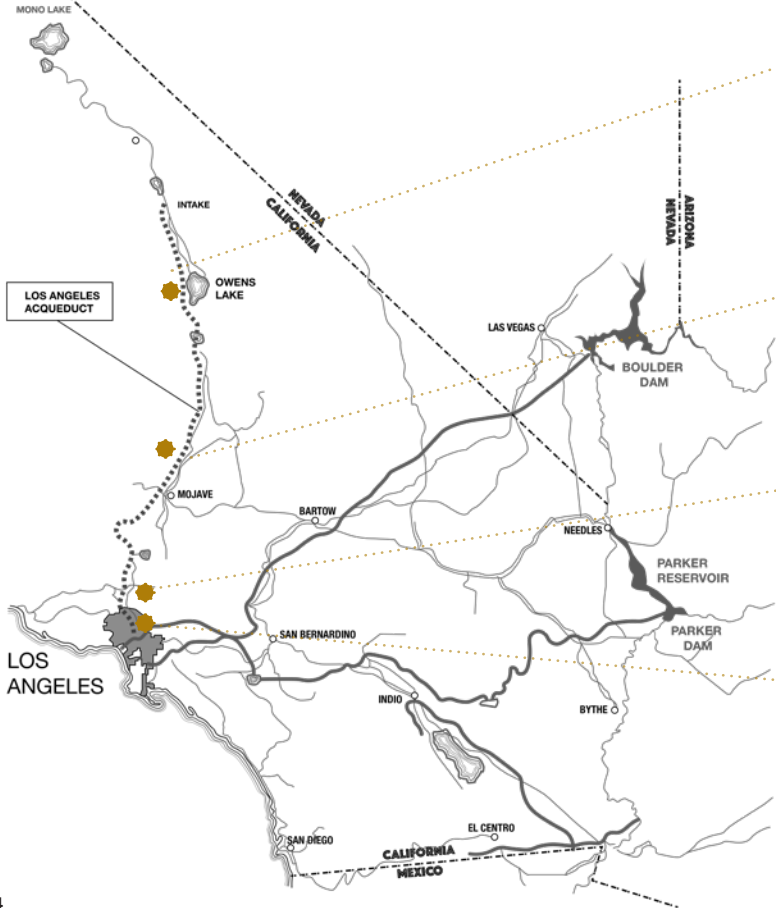 MONO LAKE
INTAKE
NEVADA
CALIFORNIA
NEVADA
ARIZONA
OWENS
LAKE
LOS ANGELES
ACQUEDUCT
LAS VEGAS
BOULDER
DAM
MOJAVE
BARTOW
NEEDLES
PARKER
RESERVOIR
PARKER
DAM
SAN BERNARDINO
LOS
ANGELES
INDIO
BYTHE
EL CENTRO
SAN DIEGO
CALIFORNIA
MEXICO